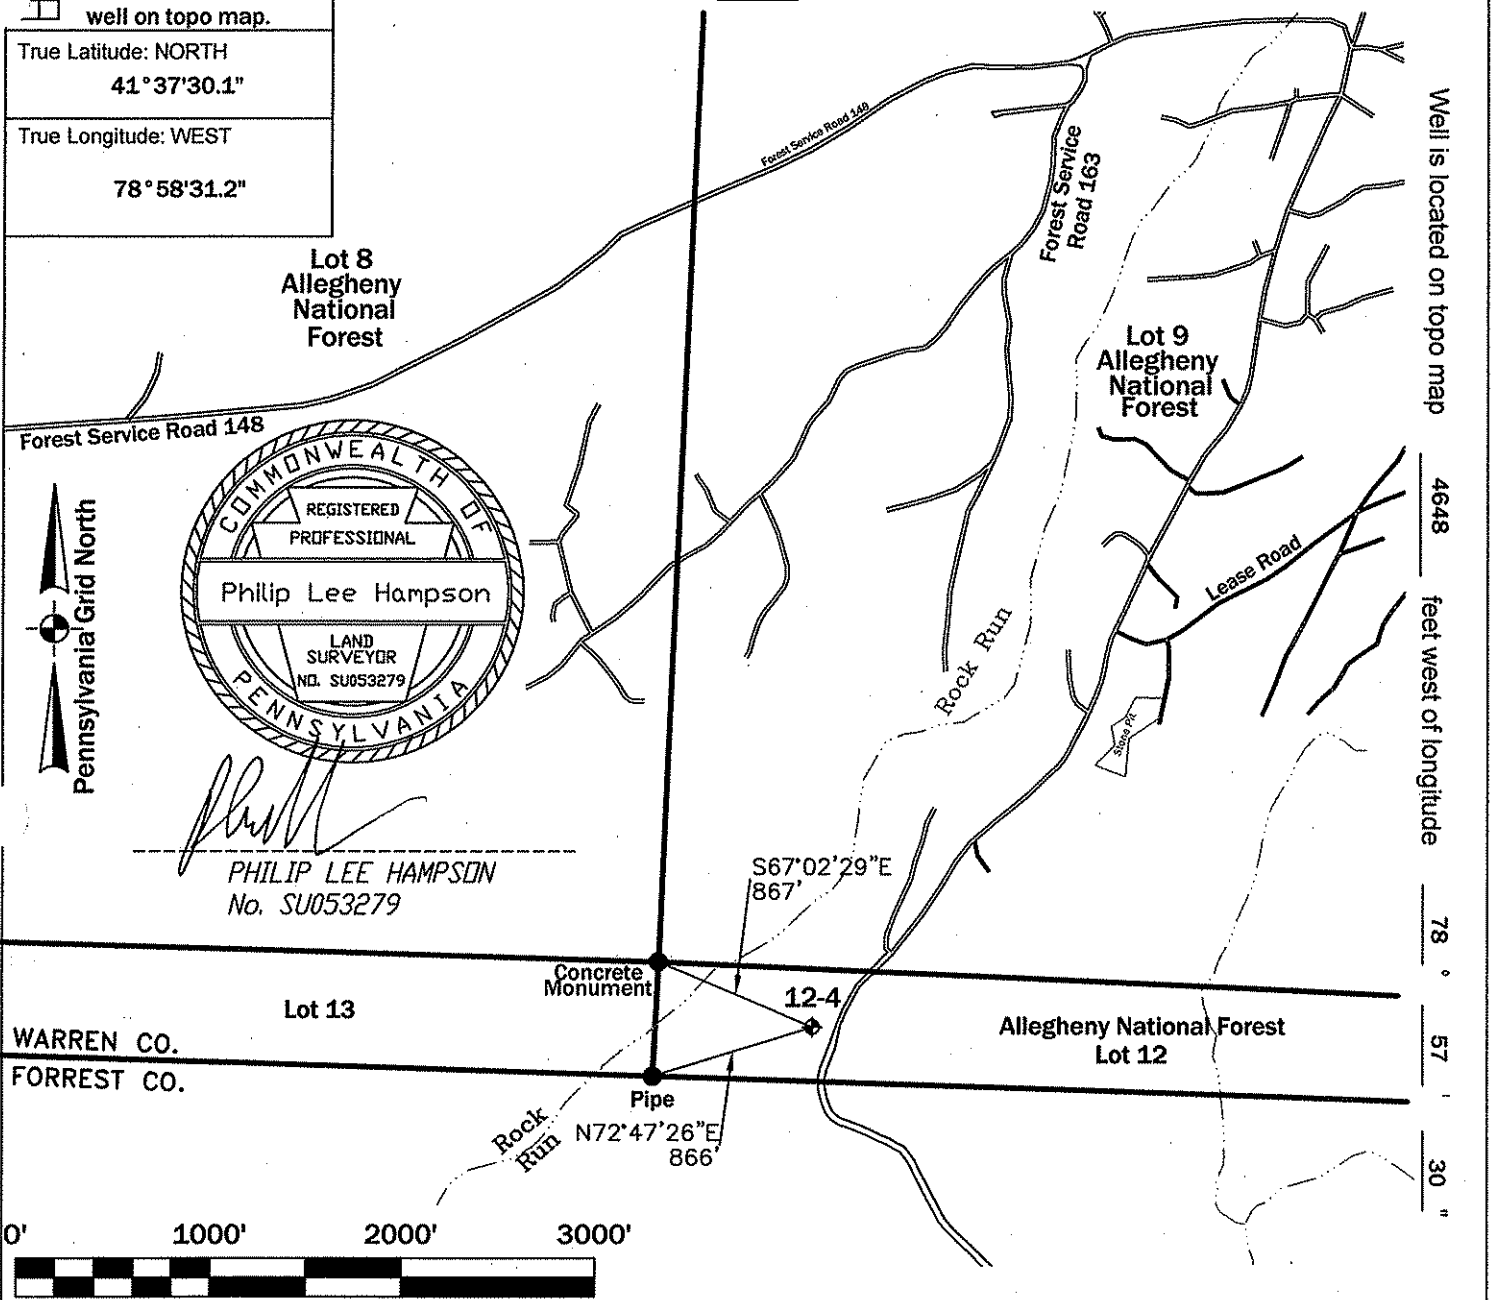 well on topo map.
True Latitude: NORTH
41°37'30.1"
True Longitude: WEST
78°58'31.2"
Forest Service Road 148
Forest Service
Road 163
Lot 8
Allegheny
National
Forest
Lot 9
Allegheny
National
Forest
Forest Service Road 148
Pennsylvania Grid North
COMMONWEALTH OF
REGISTERED
PROFESSIONAL
Philip Lee Hampson
LAND
SURVEYOR
NO. SU053279
PENNSYLVANIA
PHILIP LEE HAMPSON
No. SU053279
Lease Road
Rock Run
Stone Pit
Well is located on topo map 4648 feet west of longitude 78 ° 57 ' 30 "
S67°02'29"E
867'
Concrete
Monument
12-4
Lot 13
Allegheny National Forest
Lot 12
WARREN CO.
FORREST CO.
Pipe
N72°47'26"E
866'
Rock
Run
0' 1000' 2000' 3000'